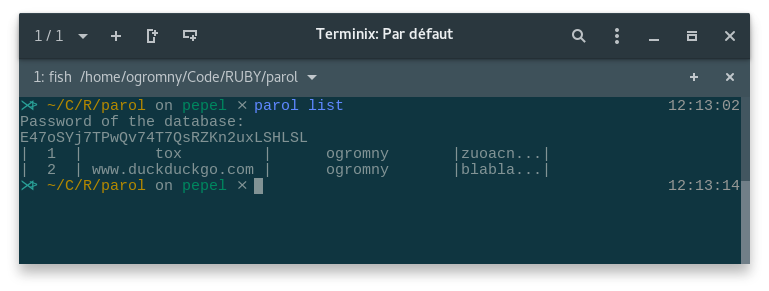 1 / 1 Terminix: Par défaut
1: fish /home/ogromny/Code/RUBY/parol
~/C/R/parol on pepel × parol list 12:13:02
Password of the database:
E47oSYj7TPwQv74T7QsRZKn2uxLSHLSL
| 1 | tox | ogromny |zuoacn...|
| 2 | www.duckduckgo.com | ogromny |blabla...|
~/C/R/parol on pepel × 12:13:14